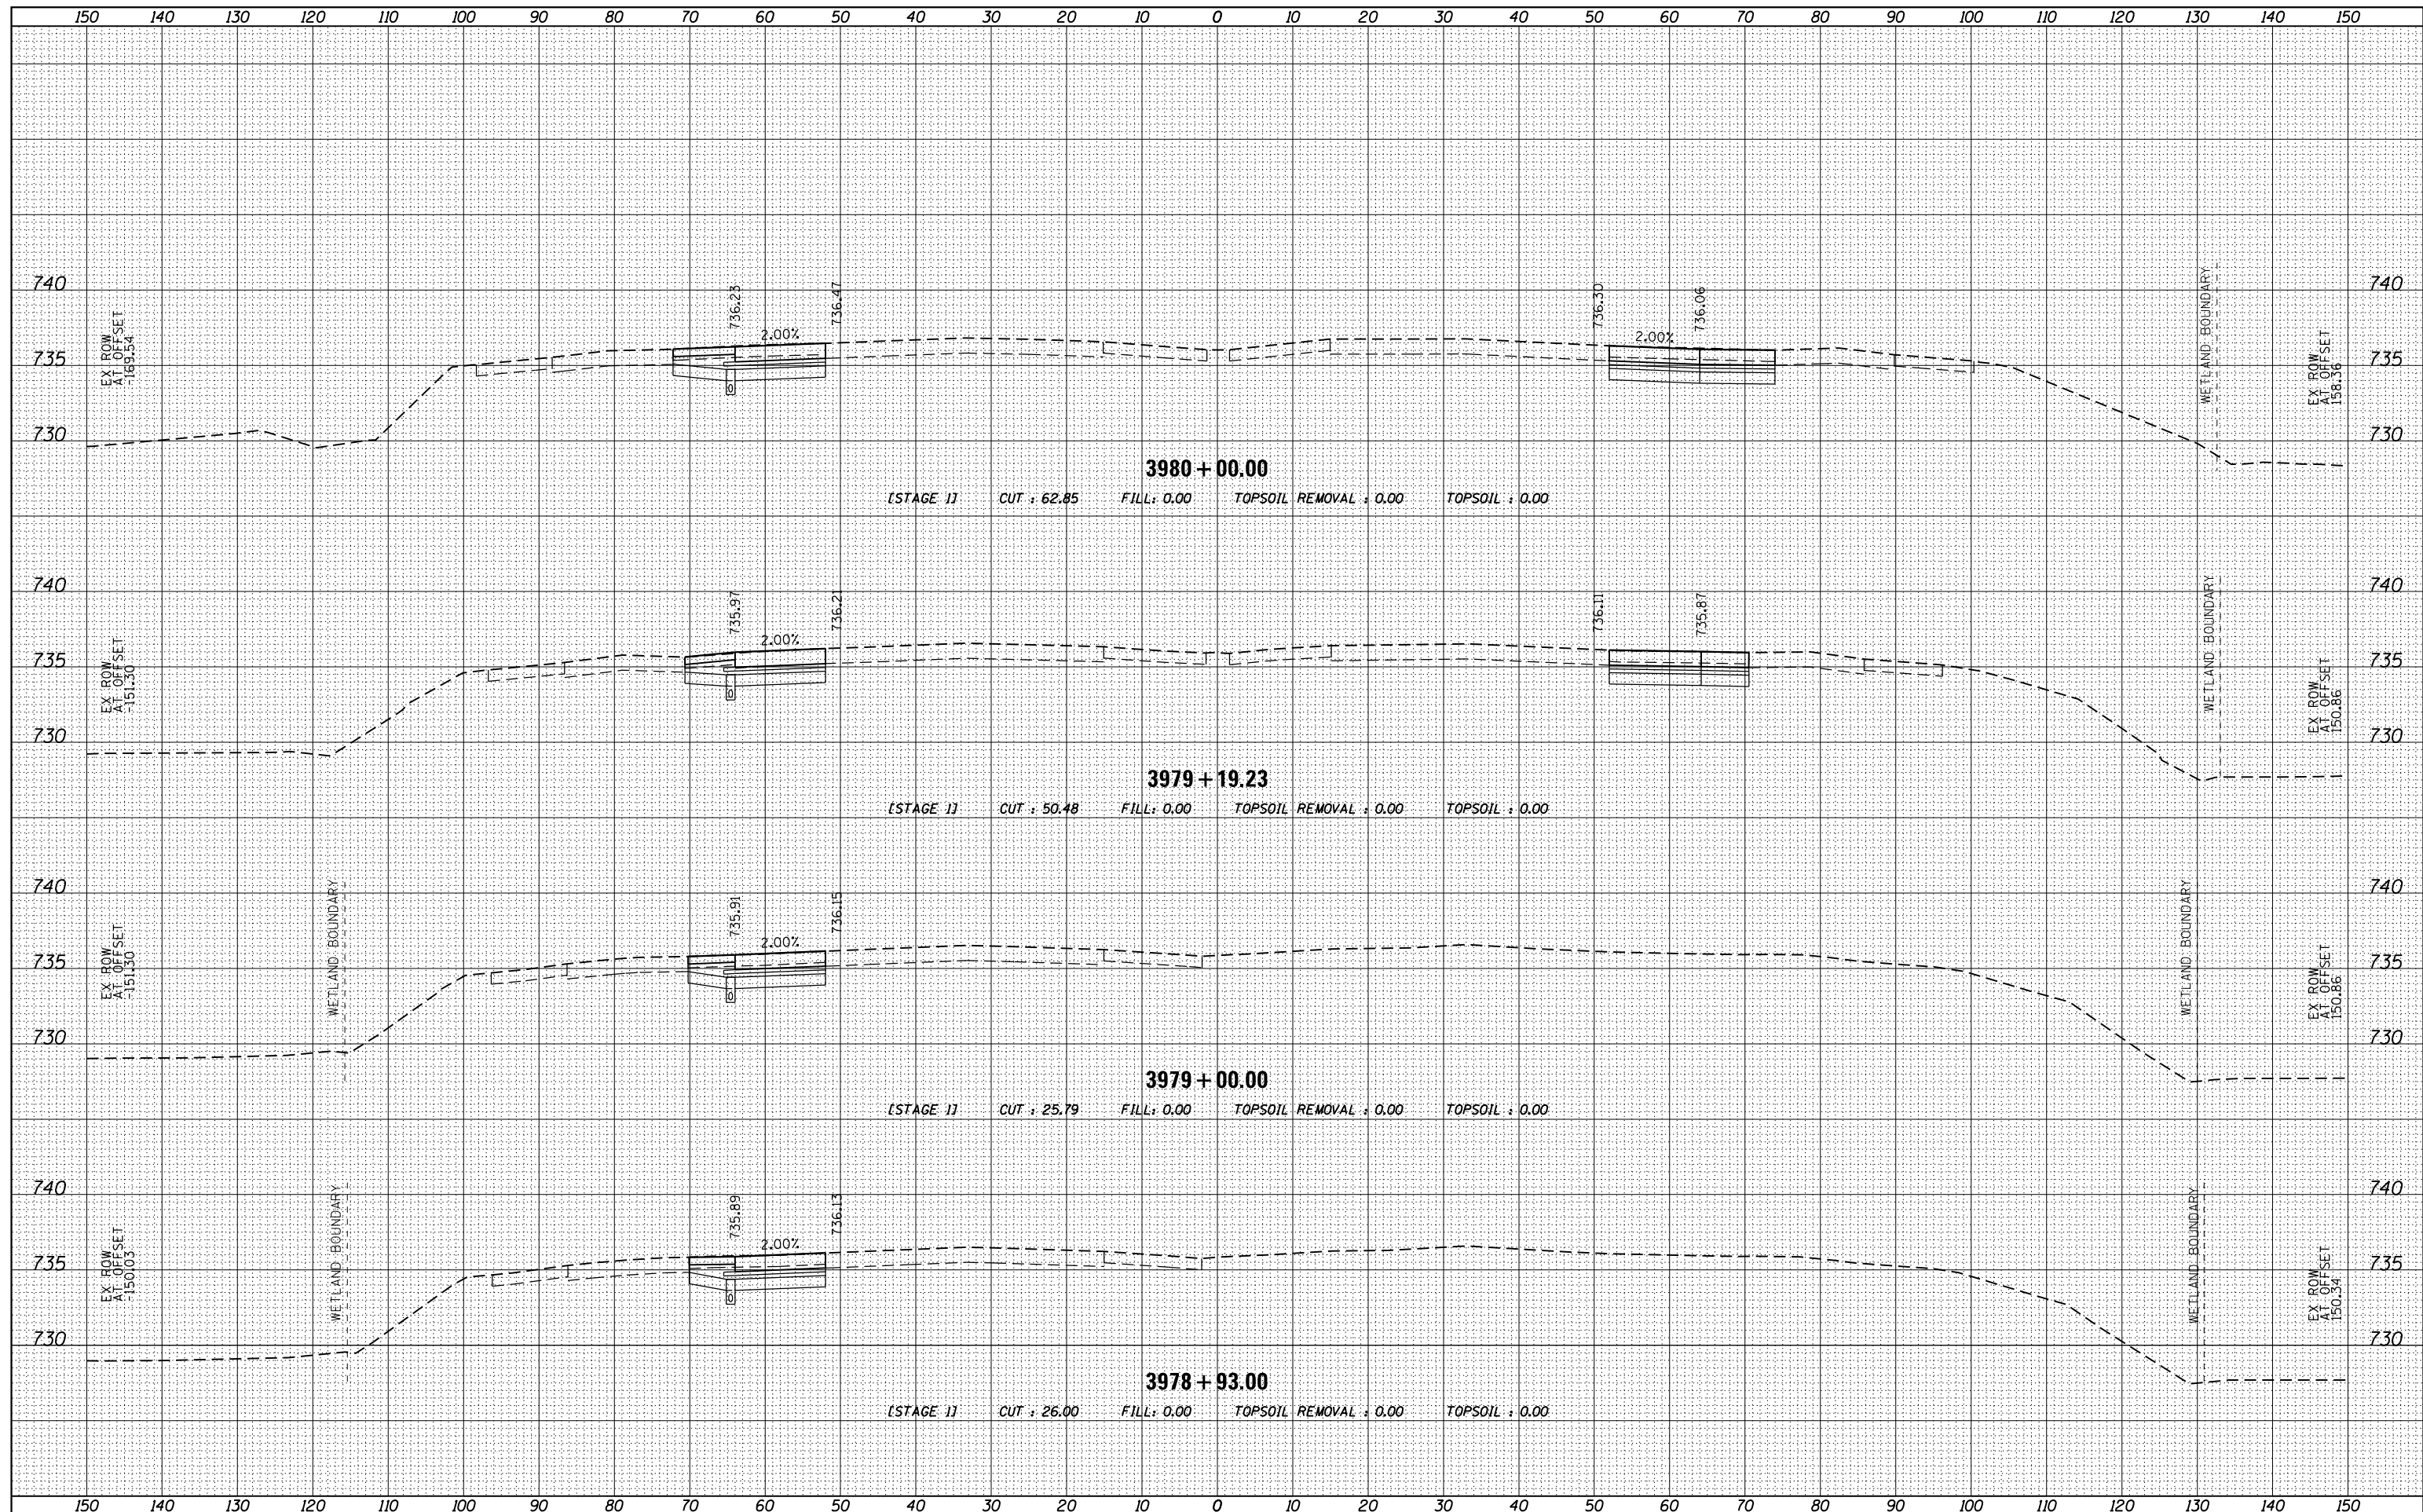 150 140 130 120 110 100 90 80 70 60 50 40 30 20 10 0 10 20 30 40 50 60 70 80 90 100 110 120 130 140 150
740 740
735 735
730 730
EX ROW
AT OFFSET
-169.54
736.23
2.00%
736.47
736.30
2.00%
736.06
WETLAND BOUNDARY
EX ROW
AT OFFSET
158.36
3980+00.00
[STAGE 1] CUT : 62.85 FILL: 0.00 TOPSOIL REMOVAL : 0.00 TOPSOIL : 0.00
740 740
735 735
730 730
EX ROW
AT OFFSET
-151.30
735.97
2.00%
736.21
736.11
735.87
WETLAND BOUNDARY
EX ROW
AT OFFSET
150.86
3979+19.23
[STAGE 1] CUT : 50.48 FILL: 0.00 TOPSOIL REMOVAL : 0.00 TOPSOIL : 0.00
740 740
735 735
730 730
EX ROW
AT OFFSET
-151.30
WETLAND BOUNDARY
735.91
2.00%
736.15
WETLAND BOUNDARY
EX ROW
AT OFFSET
150.86
3979+00.00
[STAGE 1] CUT : 25.79 FILL: 0.00 TOPSOIL REMOVAL : 0.00 TOPSOIL : 0.00
740 740
735 735
730 730
EX ROW
AT OFFSET
-150.03
WETLAND BOUNDARY
735.89
2.00%
736.13
WETLAND BOUNDARY
EX ROW
AT OFFSET
150.34
3978+93.00
[STAGE 1] CUT : 26.00 FILL: 0.00 TOPSOIL REMOVAL : 0.00 TOPSOIL : 0.00
150 140 130 120 110 100 90 80 70 60 50 40 30 20 10 0 10 20 30 40 50 60 70 80 90 100 110 120 130 140 150